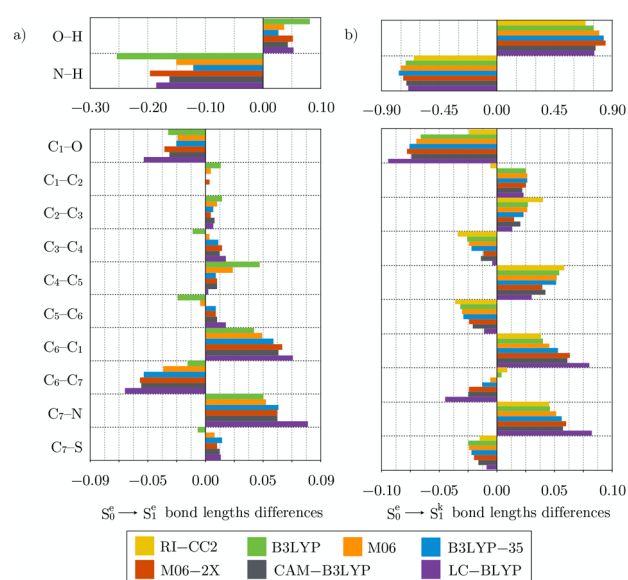 a)
b)
O–H
N–H
−0.30 −0.20 −0.10 0.00 0.10
−0.90 −0.45 0.00 0.45 0.90
C₁–O
C₁–C₂
C₂–C₃
C₃–C₄
C₄–C₅
C₅–C₆
C₆–C₁
C₆–C₇
C₇–N
C₇–S
−0.09 −0.05 0.00 0.05 0.09
−0.10 −0.05 0.00 0.05 0.10
S₀ᵉ → S₁ᵉ bond lengths differences
S₀ᵉ → S₁ᵏ bond lengths differences
RI−CC2 B3LYP M06 B3LYP−35
M06−2X CAM−B3LYP LC−BLYP